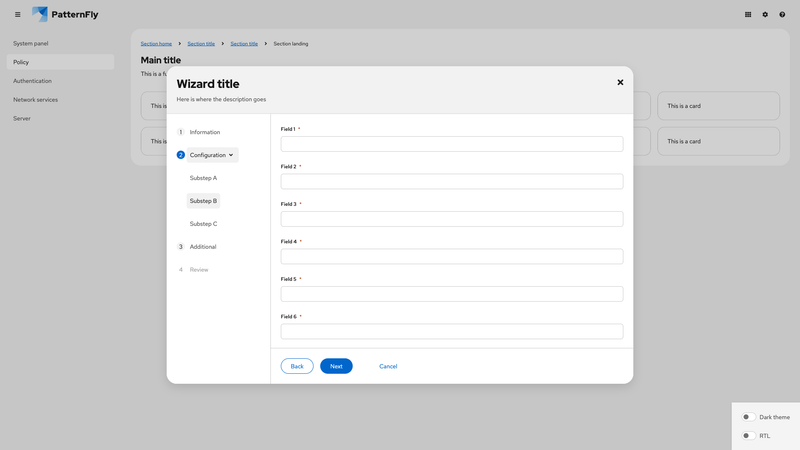 PatternFly
System panel
Policy
Authentication
Network services
Server
Section home
Section title
Section title
Section landing
Main title
This is a fu
This is
This is a card
This is
This is a card
Wizard title
Here is where the description goes
1 Information
2 Configuration
Substep A
Substep B
Substep C
3 Additional
4 Review
Field 1 *
Field 2 *
Field 3 *
Field 4 *
Field 5 *
Field 6 *
Back
Next
Cancel
Dark theme
RTL